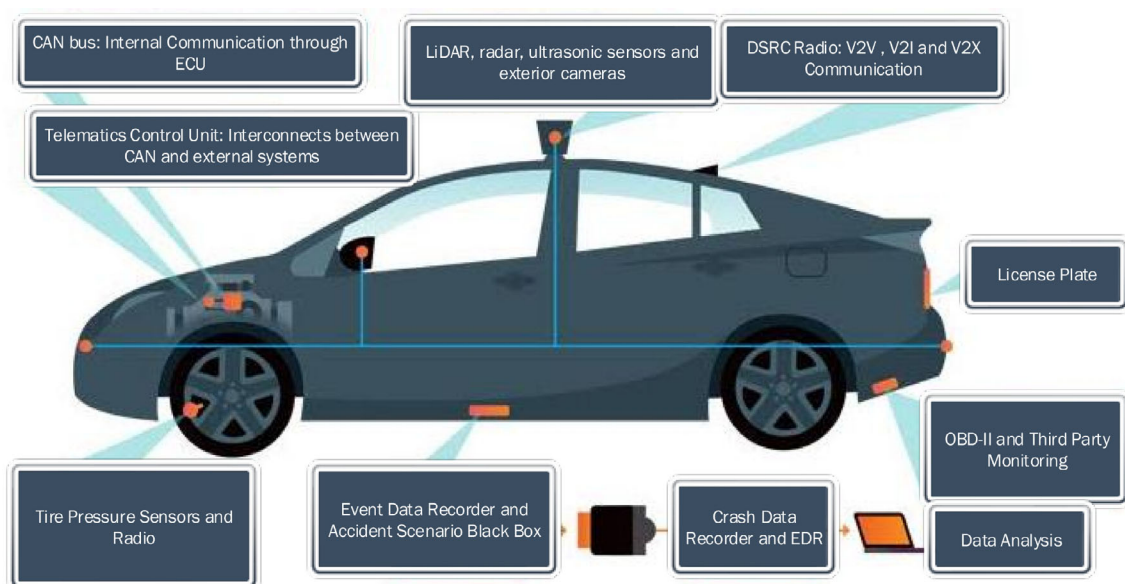 CAN bus: Internal Communication through
ECU
LiDAR, radar, ultrasonic sensors and
exterior cameras
DSRC Radio: V2V , V2I and V2X
Communication
Telematics Control Unit: Interconnects between
CAN and external systems
License Plate
OBD-II and Third Party
Monitoring
Tire Pressure Sensors and
Radio
Event Data Recorder and
Accident Scenario Black Box
Crash Data
Recorder and EDR
Data Analysis